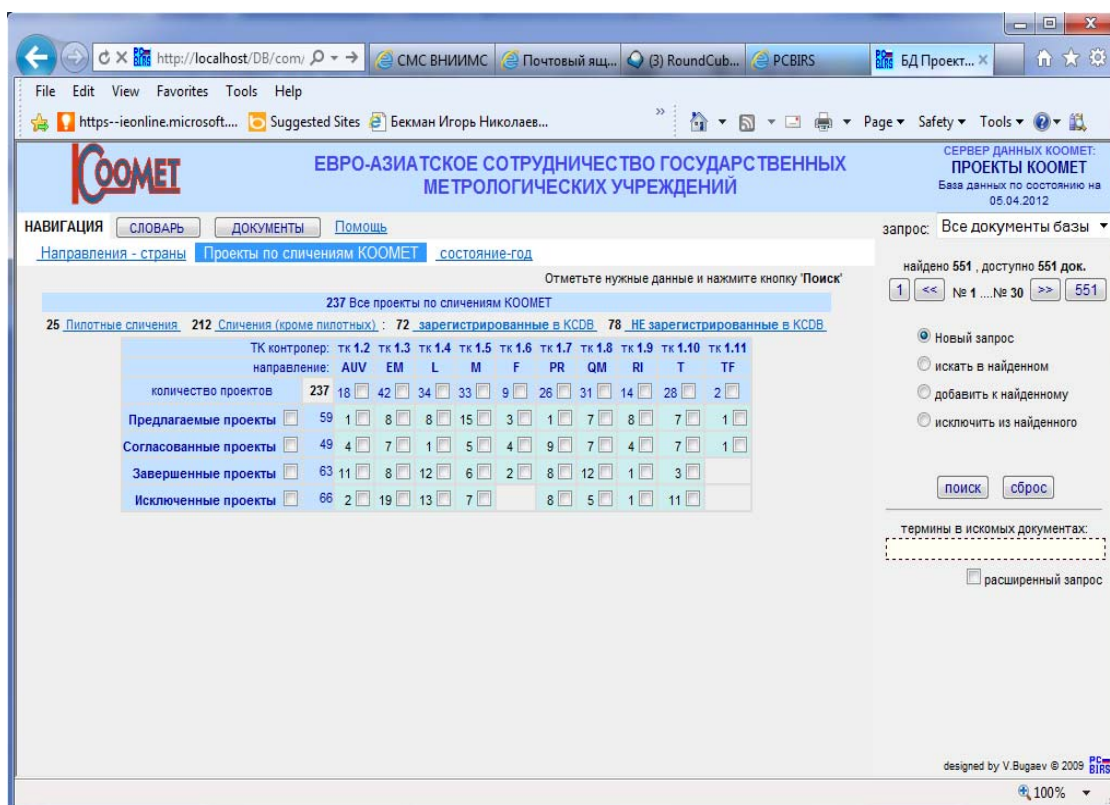 http://localhost/DB/com/
СМС ВНИИМС
Почтовый ящ...
(3) RoundCub...
PCBIRS
БД Проект...
File Edit View Favorites Tools Help
https--ieonline.microsoft.... Suggested Sites Бекман Игорь Николаев...
Page Safety Tools
КООМЕТ
ЕВРО-АЗИАТСКОЕ СОТРУДНИЧЕСТВО ГОСУДАРСТВЕННЫХ
МЕТРОЛОГИЧЕСКИХ УЧРЕЖДЕНИЙ
СЕРВЕР ДАННЫХ КООМЕТ:
ПРОЕКТЫ КООМЕТ
База данных по состоянию на
05.04.2012
НАВИГАЦИЯ СЛОВАРЬ ДОКУМЕНТЫ Помощь
запрос: Все документы базы
Направления - страны Проекты по сличениям КООМЕТ состояние-год
Отметьте нужные данные и нажмите кнопку 'Поиск'
237 Все проекты по сличениям КООМЕТ
25 Пилотные сличения 212 Сличения (кроме пилотных) : 72 зарегистрированные в KCDB 78 НЕ зарегистрированные в KCDB
ТК контролер: тк 1.2 тк 1.3 тк 1.4 тк 1.5 тк 1.6 тк 1.7 тк 1.8 тк 1.9 тк 1.10 тк 1.11
направление: AUV EM L M F PR QM RI T TF
количество проектов 237 18 42 34 33 9 26 31 14 28 2
Предлагаемые проекты 59 1 8 8 15 3 1 7 8 7 1
Согласованные проекты 49 4 7 1 5 4 9 7 4 7 1
Завершенные проекты 63 11 8 12 6 2 8 12 1 3
Исключенные проекты 66 2 19 13 7 8 5 1 11
найдено 551 , доступно 551 док.
1 << № 1 ....№ 30 >> 551
Новый запрос
искать в найденном
добавить к найденному
исключить из найденного
поиск сброс
термины в искомых документах:
расширенный запрос
designed by V.Bugaev © 2009 PC BIRS
100%